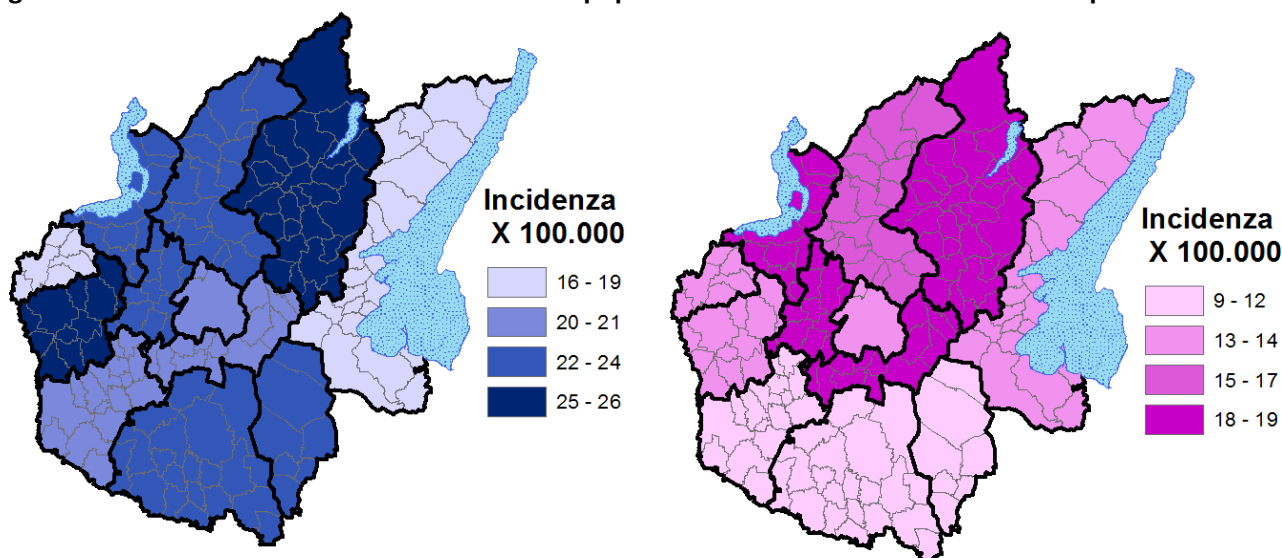 Incidenza
X 100.000
16 - 19
20 - 21
22 - 24
25 - 26
Incidenza
X 100.000
9 - 12
13 - 14
15 - 17
18 - 19